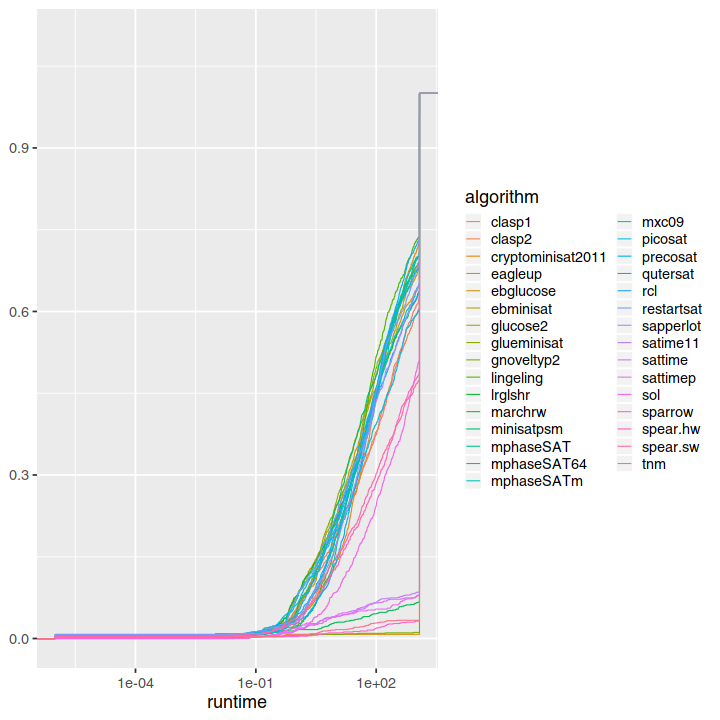 0.9
0.6
0.3
0.0
1e-04
1e-01
1e+02
runtime
algorithm
clasp1
clasp2
cryptominisat2011
eagleup
ebglucose
ebminisat
glucose2
glueminisat
gnoveltyp2
lingeling
lrglshr
marchrw
minisatpsm
mphaseSAT
mphaseSAT64
mphaseSATm
mxc09
picosat
precosat
qutersat
rcl
restartsat
sapperlot
satime11
sattime
sattimep
sol
sparrow
spear.hw
spear.sw
tnm